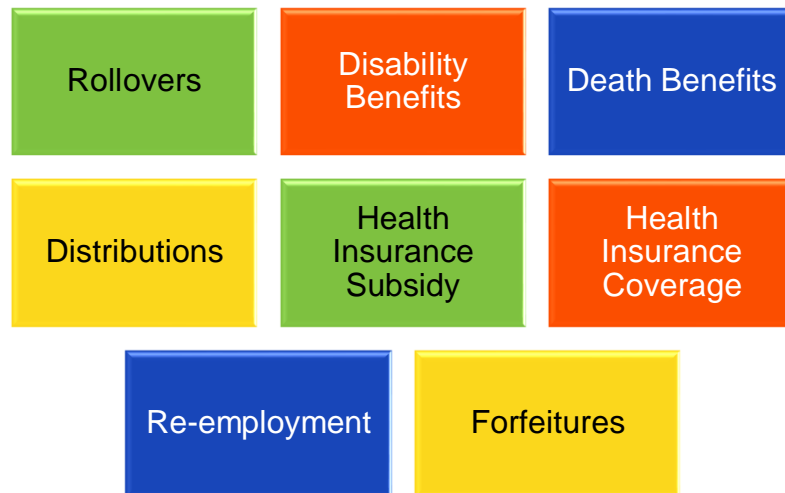 Rollovers
Disability
Benefits
Death Benefits
Distributions
Health
Insurance
Subsidy
Health
Insurance
Coverage
Re-employment
Forfeitures